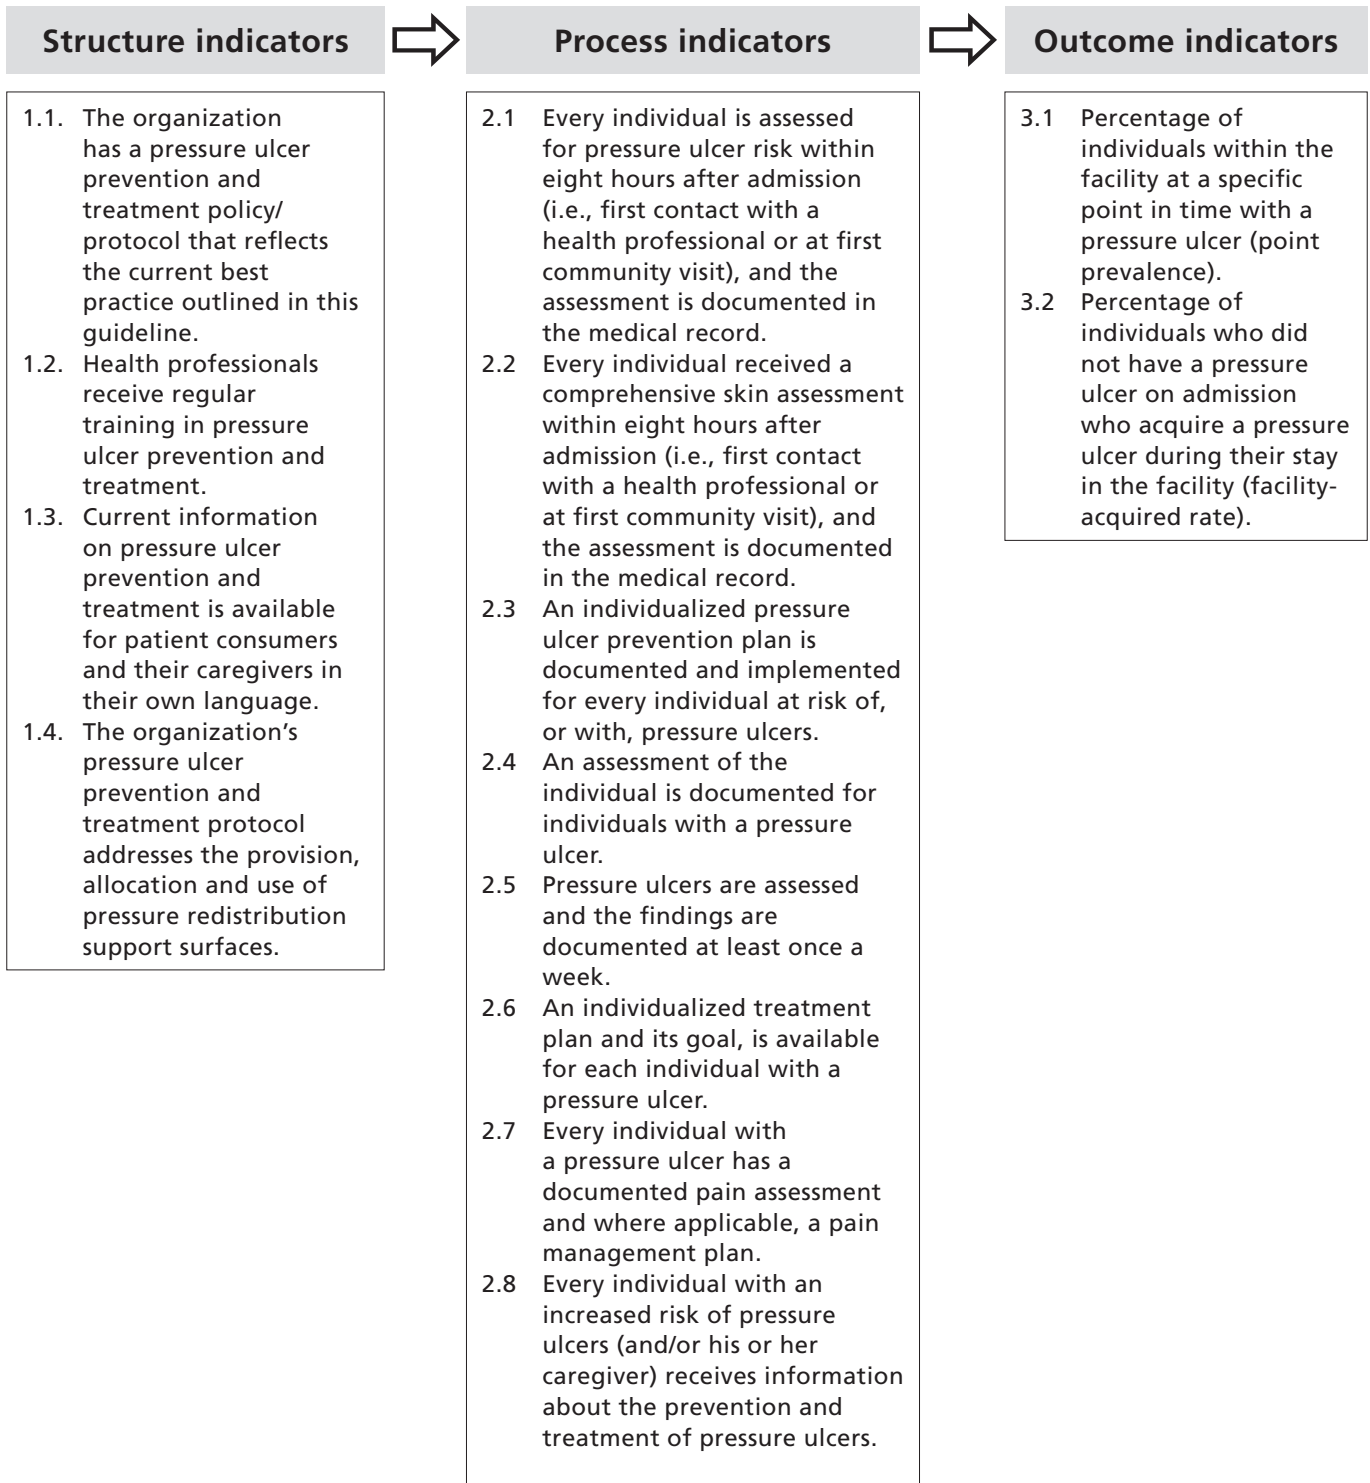 Structure indicators
Process indicators
Outcome indicators
1.1. The organization
has a pressure ulcer
prevention and
treatment policy/
protocol that reflects
the current best
practice outlined in this
guideline.
1.2. Health professionals
receive regular
training in pressure
ulcer prevention and
treatment.
1.3. Current information
on pressure ulcer
prevention and
treatment is available
for patient consumers
and their caregivers in
their own language.
1.4. The organization’s
pressure ulcer
prevention and
treatment protocol
addresses the provision,
allocation and use of
pressure redistribution
support surfaces.
2.1 Every individual is assessed
for pressure ulcer risk within
eight hours after admission
(i.e., first contact with a
health professional or at first
community visit), and the
assessment is documented in
the medical record.
2.2 Every individual received a
comprehensive skin assessment
within eight hours after
admission (i.e., first contact
with a health professional or
at first community visit), and
the assessment is documented
in the medical record.
2.3 An individualized pressure
ulcer prevention plan is
documented and implemented
for every individual at risk of,
or with, pressure ulcers.
2.4 An assessment of the
individual is documented for
individuals with a pressure
ulcer.
2.5 Pressure ulcers are assessed
and the findings are
documented at least once a
week.
2.6 An individualized treatment
plan and its goal, is available
for each individual with a
pressure ulcer.
2.7 Every individual with
a pressure ulcer has a
documented pain assessment
and where applicable, a pain
management plan.
2.8 Every individual with an
increased risk of pressure
ulcers (and/or his or her
caregiver) receives information
about the prevention and
treatment of pressure ulcers.
3.1 Percentage of
individuals within the
facility at a specific
point in time with a
pressure ulcer (point
prevalence).
3.2 Percentage of
individuals who did
not have a pressure
ulcer on admission
who acquire a pressure
ulcer during their stay
in the facility (facility-
acquired rate).